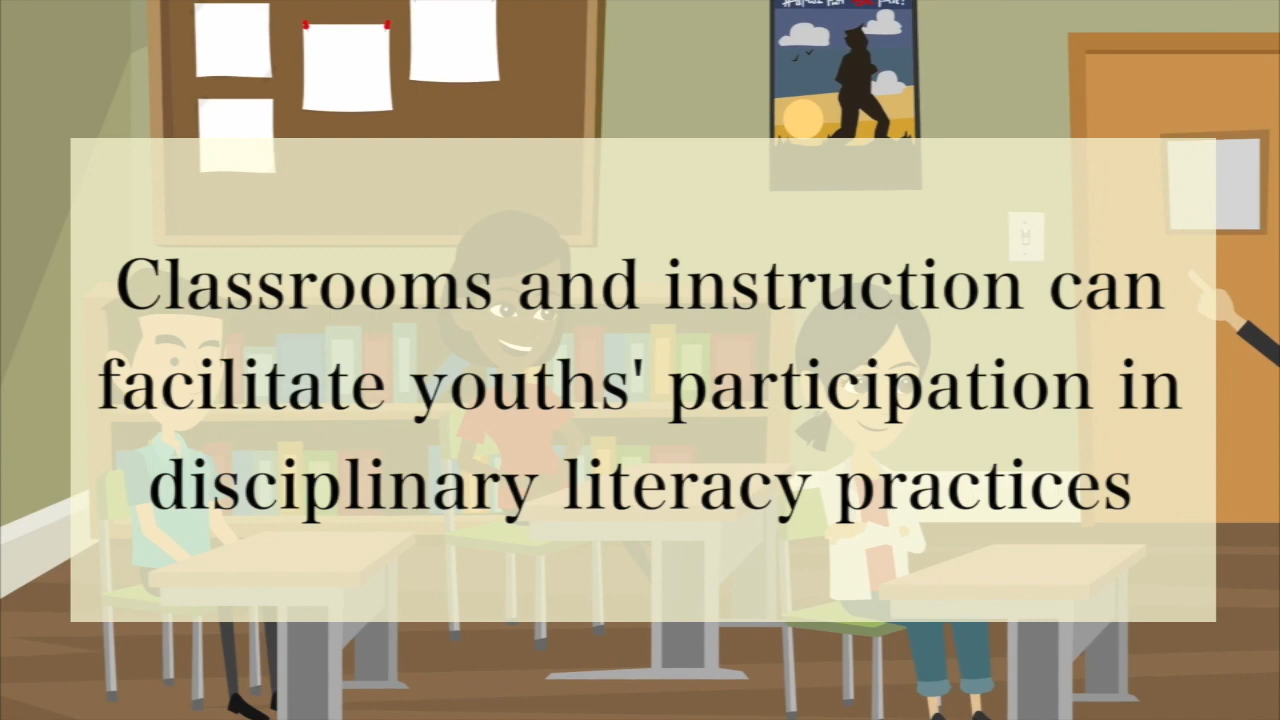 Classrooms and instruction can
facilitate youths' participation in
disciplinary literacy practices